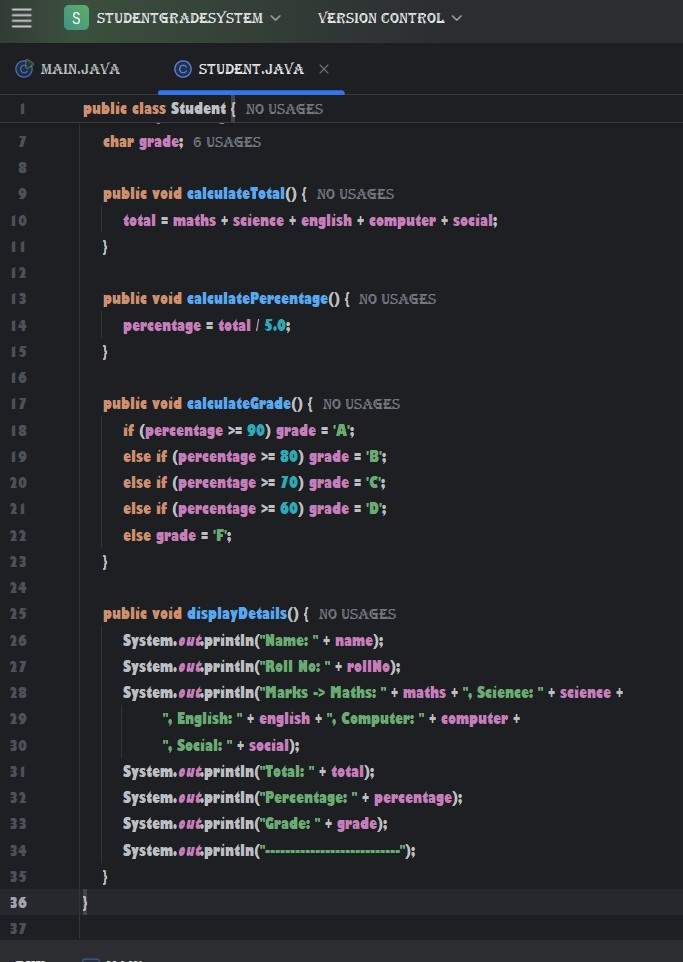 S STUDENTGRADESYSTEM VERSION CONTROL
MAIN.JAVA STUDENT.JAVA
1 public class Student { NO USAGES
7 char grade; 6 USAGES
8
9 public void calculateTotal() { NO USAGES
10 total = maths + science + english + computer + social;
11 }
12
13 public void calculatePercentage() { NO USAGES
14 percentage = total / 5.0;
15 }
16
17 public void calculateGrade() { NO USAGES
18 if (percentage >= 90) grade = 'A';
19 else if (percentage >= 80) grade = 'B';
20 else if (percentage >= 70) grade = 'C';
21 else if (percentage >= 60) grade = 'D';
22 else grade = 'F';
23 }
24
25 public void displayDetails() { NO USAGES
26 System.out.println("Name: " + name);
27 System.out.println("Roll No: " + rollNo);
28 System.out.println("Marks -> Maths: " + maths + ", Science: " + science +
29 ", English: " + english + ", Computer: " + computer +
30 ", Social: " + social);
31 System.out.println("Total: " + total);
32 System.out.println("Percentage: " + percentage);
33 System.out.println("Grade: " + grade);
34 System.out.println("---------------------------");
35 }
36 }
37